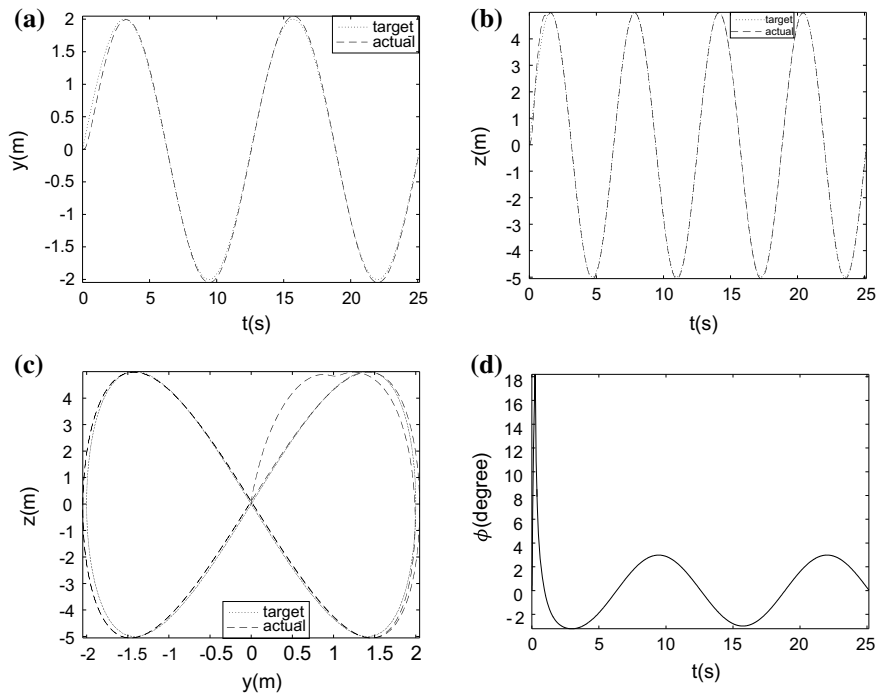 (a)
2
1.5
1
0.5
0
-0.5
-1
-1.5
-2
y(m)
target
actual
0 5 10 15 20 25
t(s)
(b)
5
4
3
2
1
0
-1
-2
-3
-4
-5
z(m)
target
actual
0 5 10 15 20 25
t(s)
(c)
4
3
2
1
0
-1
-2
-3
-4
-5
z(m)
target
actual
-2 -1.5 -1 -0.5 0 0.5 1 1.5 2
y(m)
(d)
18
16
14
12
10
8
6
4
2
0
-2
ϕ(degree)
0 5 10 15 20 25
t(s)